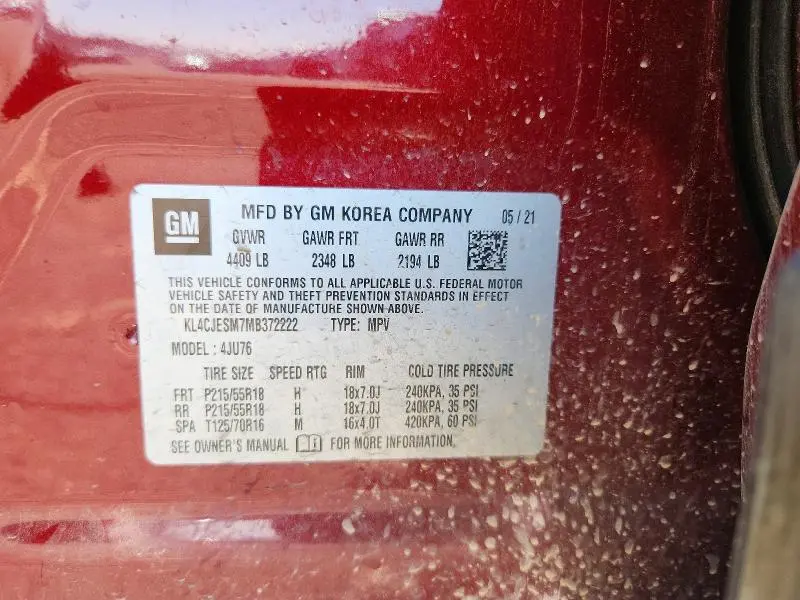 GM MFD BY GM KOREA COMPANY 05 / 21
GVWR GAWR FRT GAWR RR
4409 LB 2348 LB 2194 LB
THIS VEHICLE CONFORMS TO ALL APPLICABLE U.S. FEDERAL MOTOR
VEHICLE SAFETY AND THEFT PREVENTION STANDARDS IN EFFECT
ON THE DATE OF MANUFACTURE SHOWN ABOVE.
KL4CJESM7MB372222 TYPE: MPV
MODEL : 4JU76
TIRE SIZE SPEED RTG RIM COLD TIRE PRESSURE
FRT P215/55R18 H 18x7.0J 240KPA, 35 PSI
RR P215/55R18 H 18x7.0J 240KPA, 35 PSI
SPA T125/70R16 M 16x4.0T 420KPA, 60 PSI
SEE OWNER'S MANUAL FOR MORE INFORMATION.